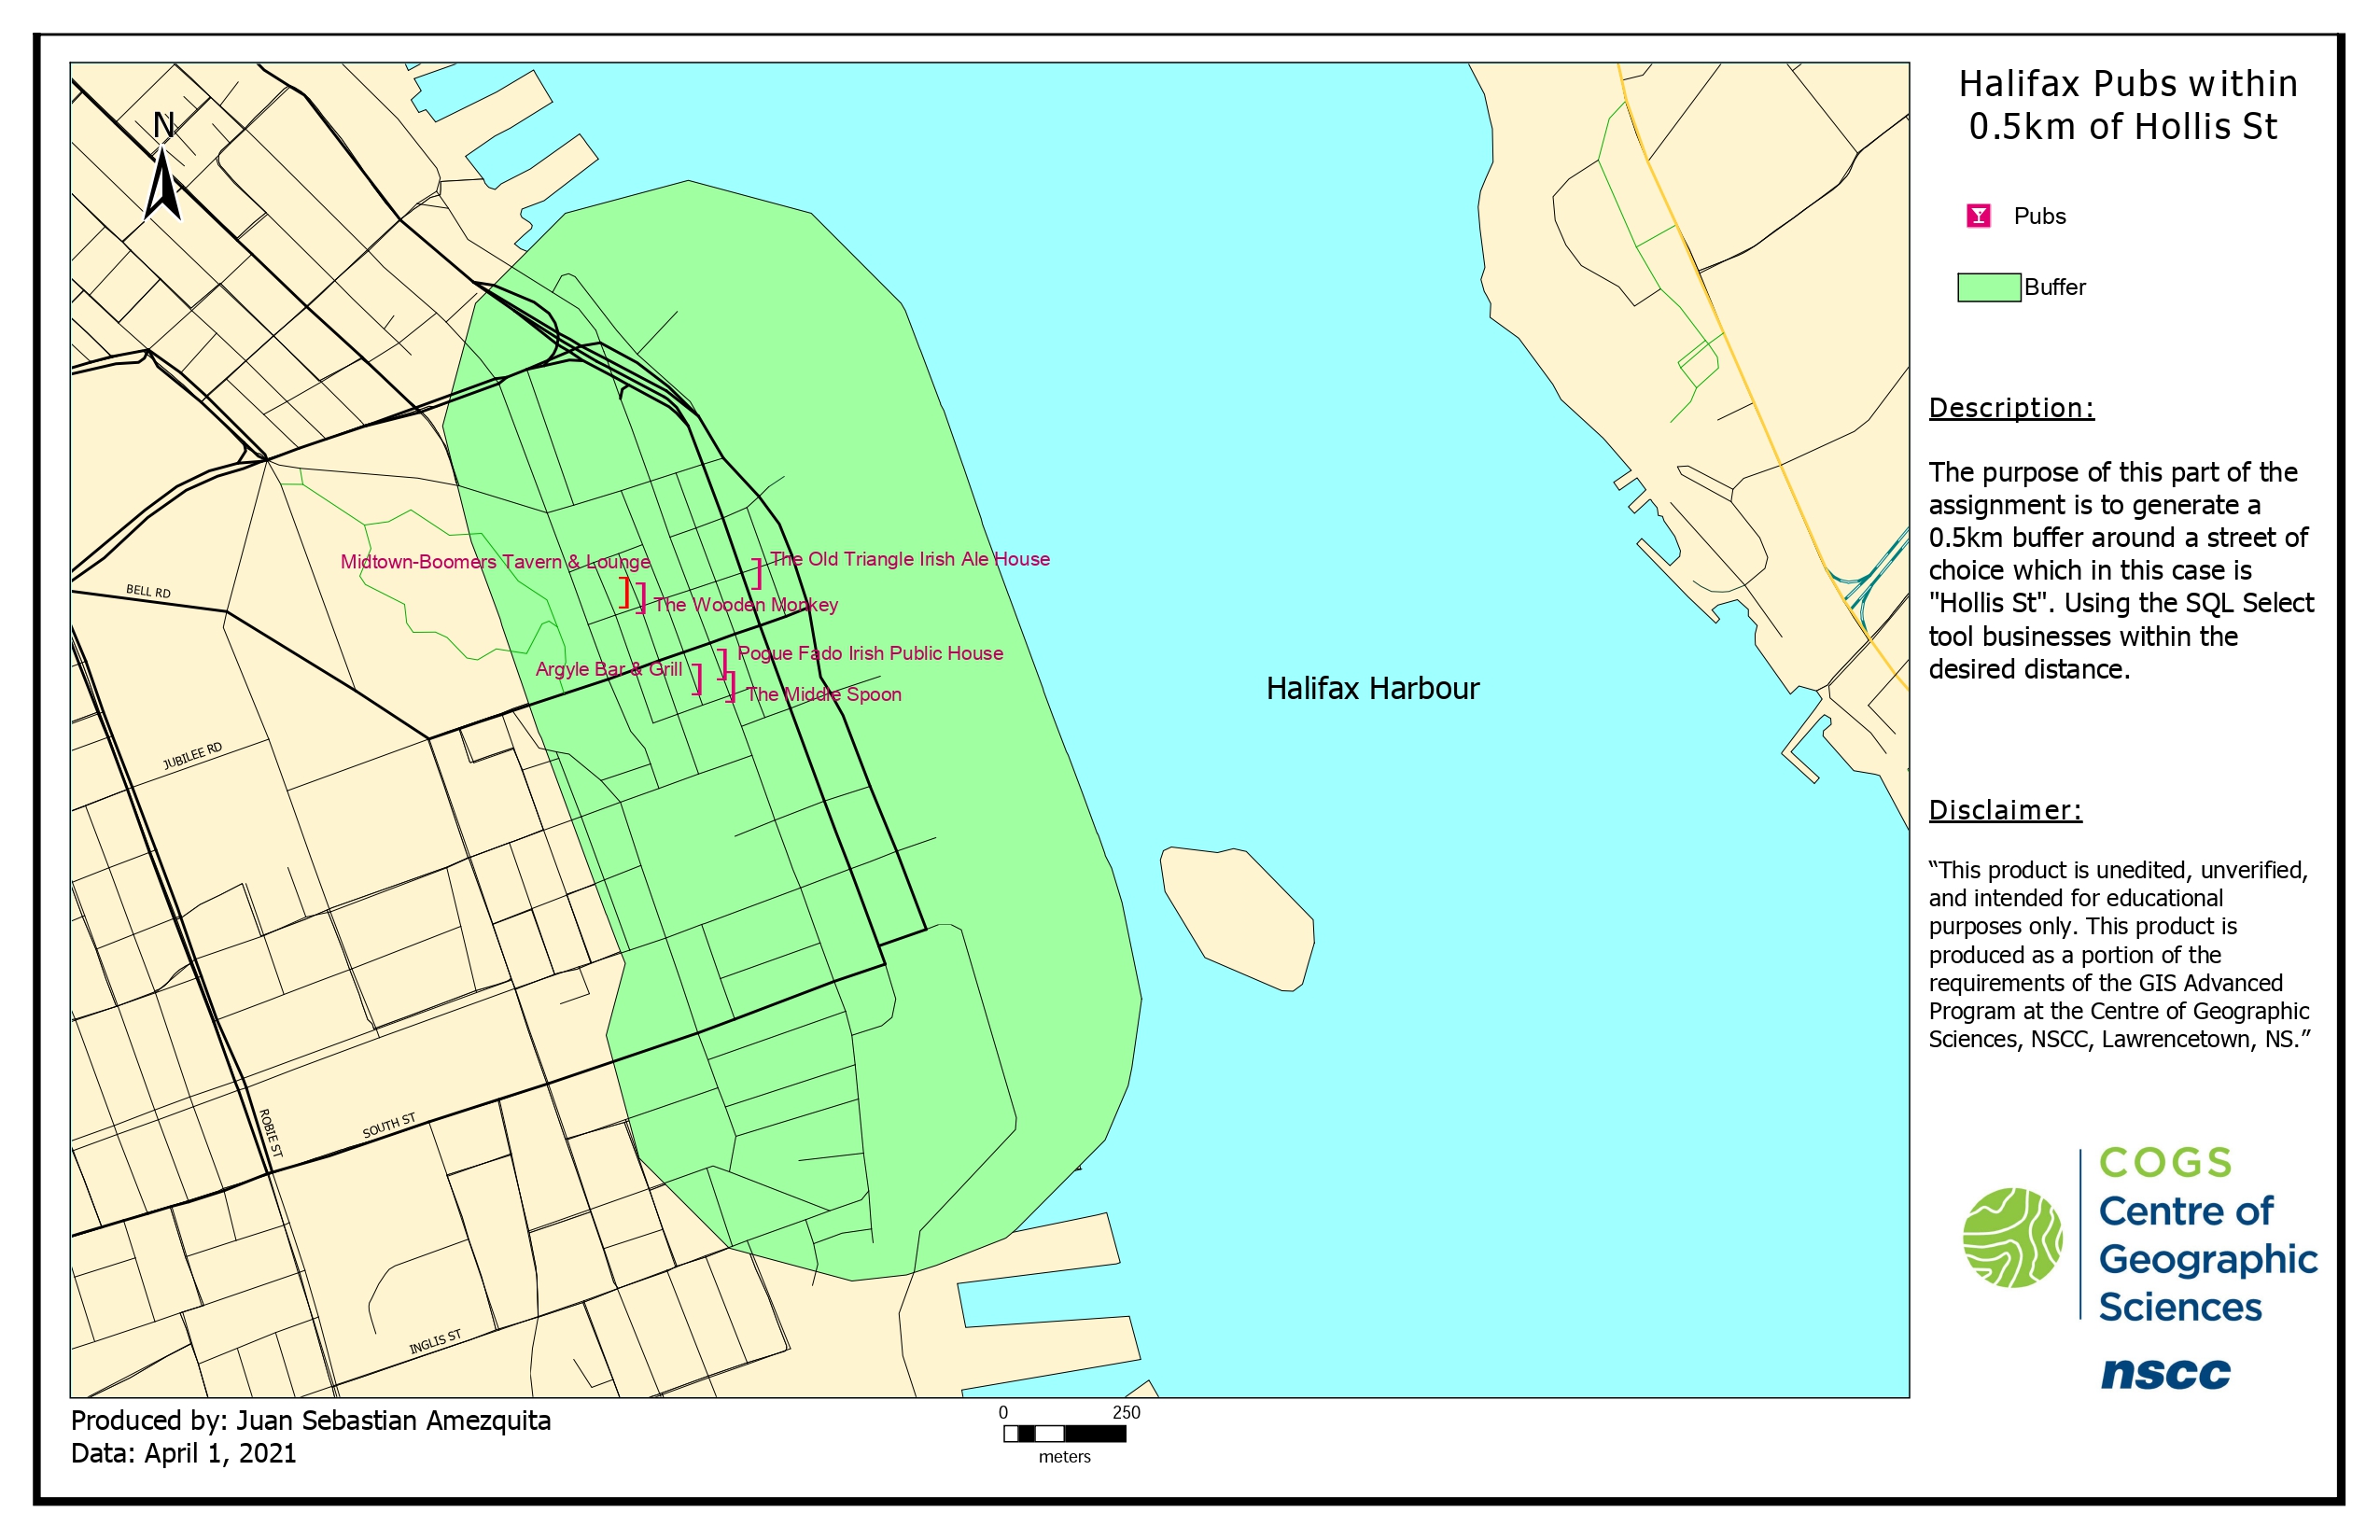 Halifax Pubs within
0.5km of Hollis St
N
Pubs
Buffer
Description:
The purpose of this part of the
assignment is to generate a
0.5km buffer around a street of
choice which in this case is
"Hollis St". Using the SQL Select
tool businesses within the
desired distance.
Midtown-Boomers Tavern & Lounge
The Old Triangle Irish Ale House
The Wooden Monkey
Pogue Fado Irish Public House
Argyle Bar & Grill
The Middle Spoon
BELL RD
Halifax Harbour
JUBILEE RD
ROBIE ST
SOUTH ST
INGLIS ST
Disclaimer:
“This product is unedited, unverified,
and intended for educational
purposes only. This product is
produced as a portion of the
requirements of the GIS Advanced
Program at the Centre of Geographic
Sciences, NSCC, Lawrencetown, NS.”
COGS
Centre of
Geographic
Sciences
nscc
Produced by: Juan Sebastian Amezquita
Data: April 1, 2021
0 250
meters